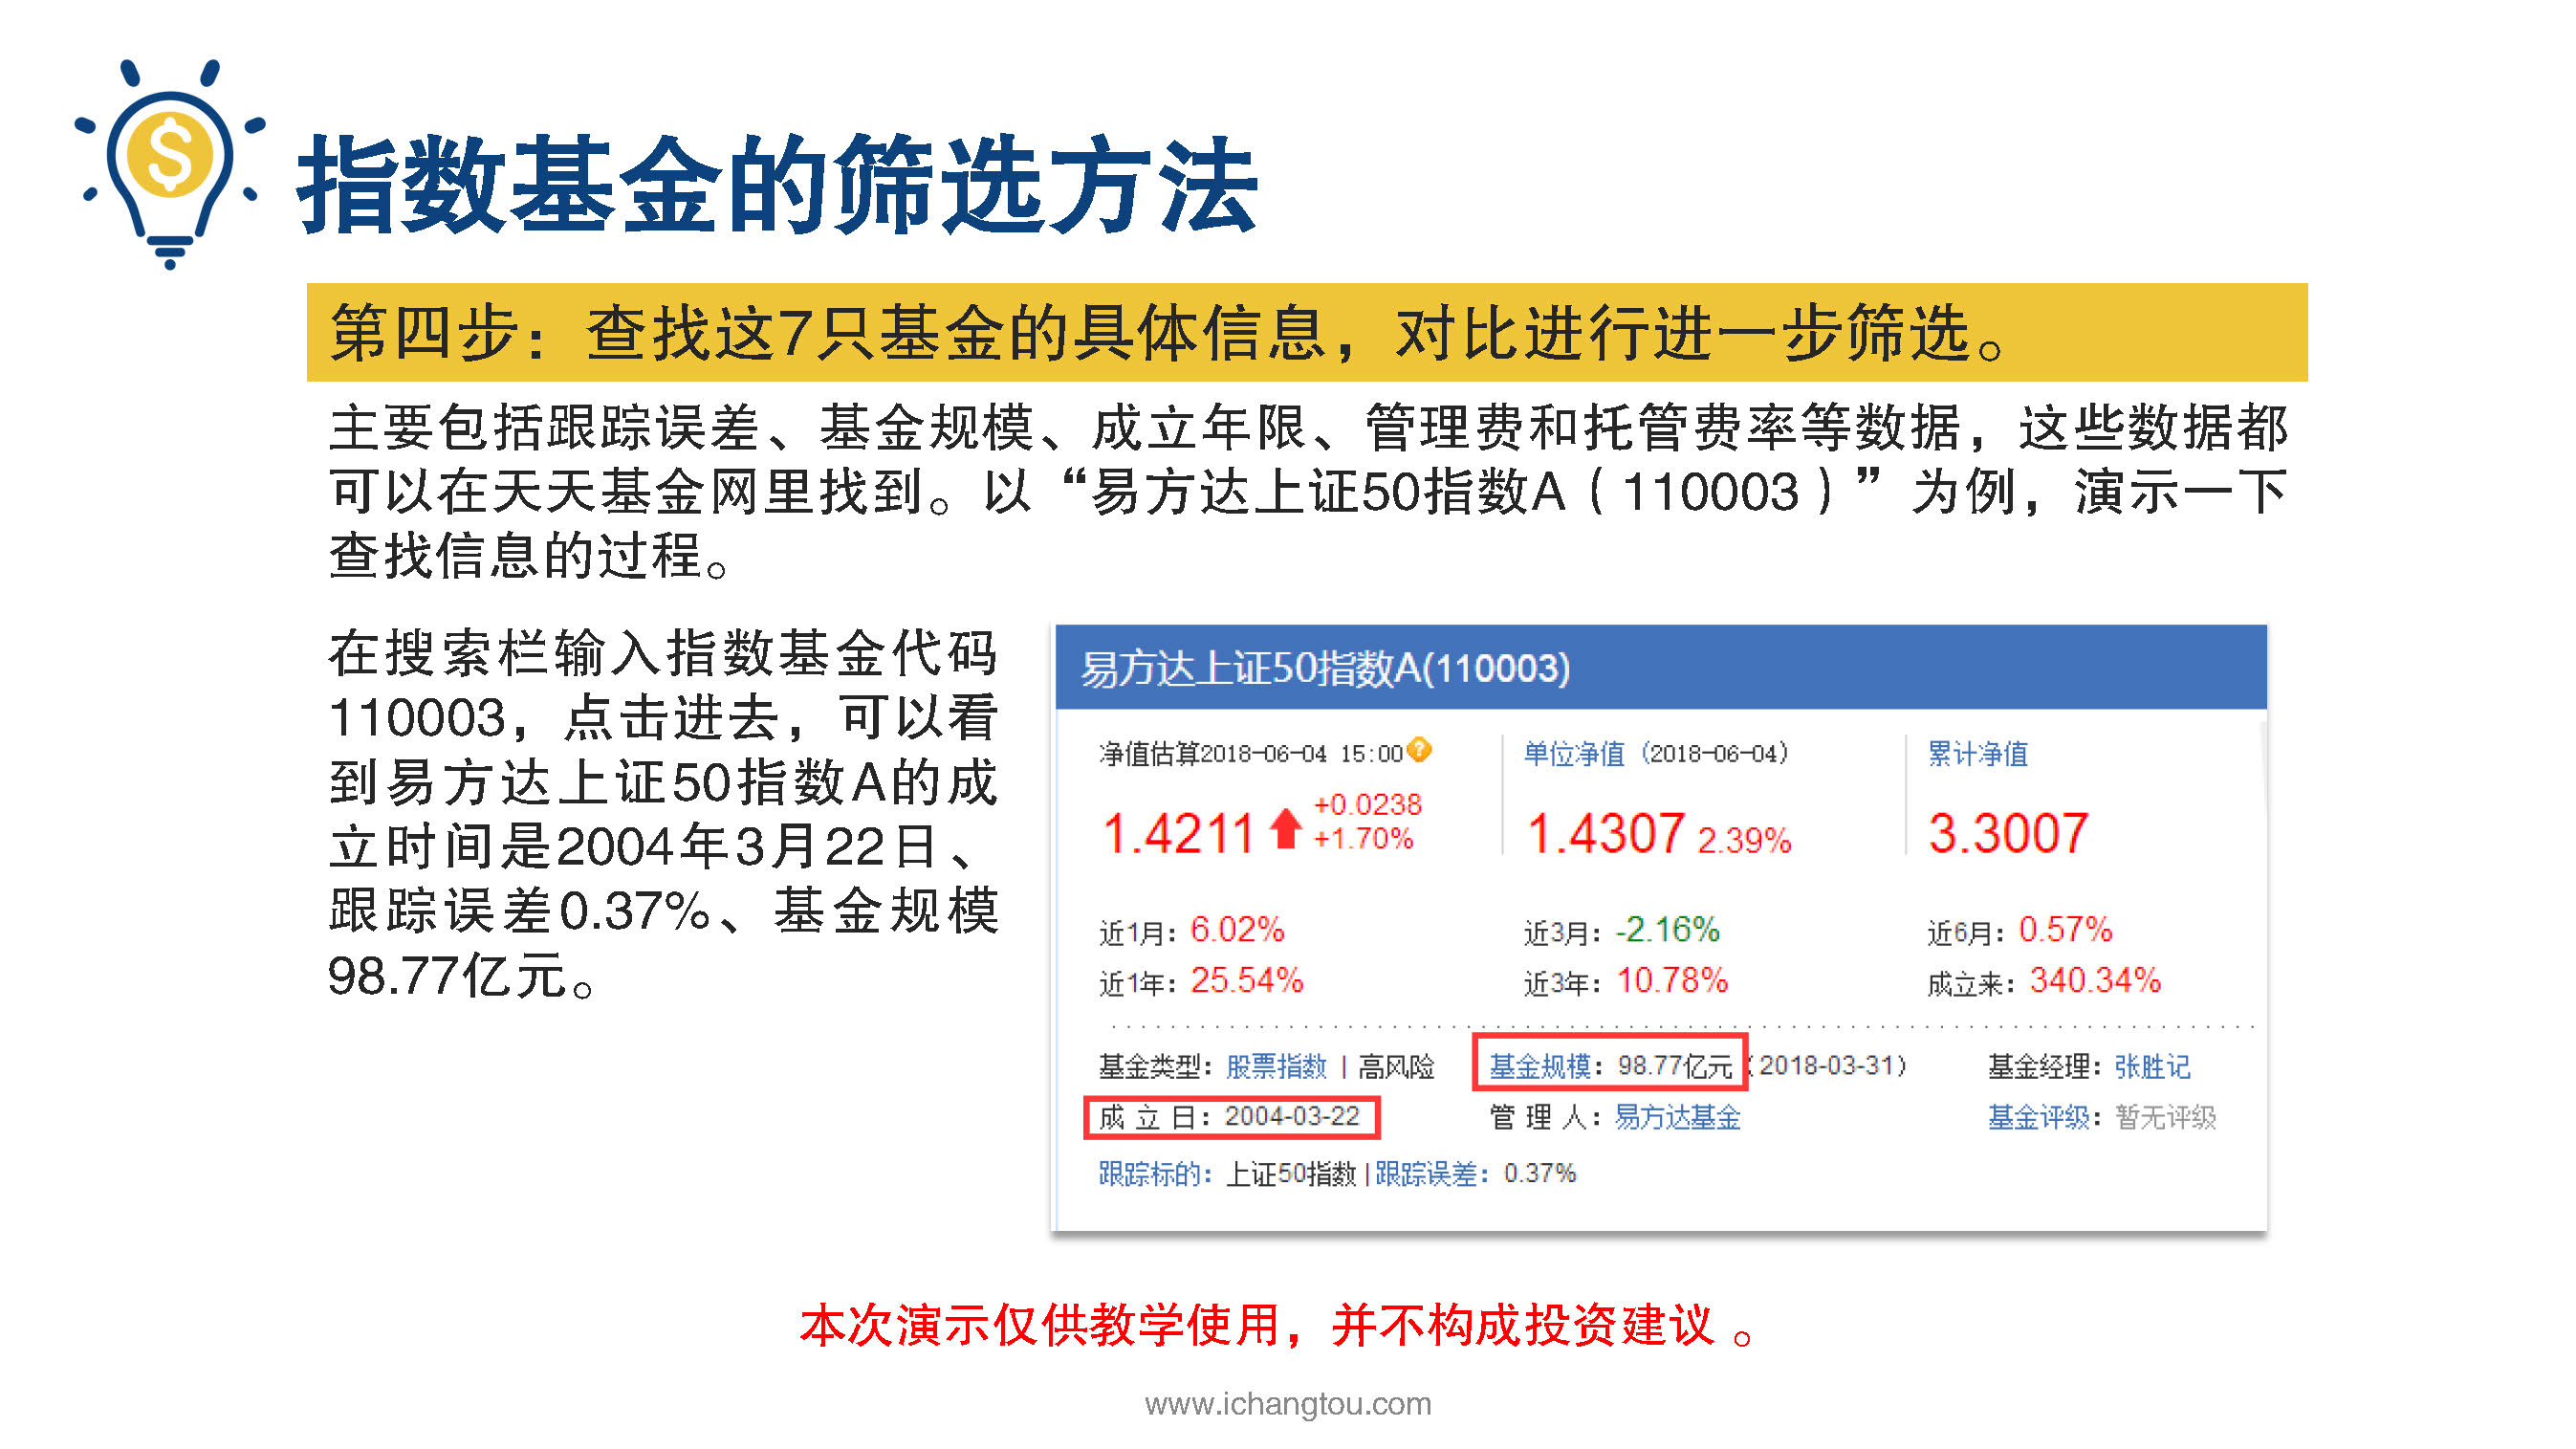 指数基金的筛选方法
第四步：查找这7只基金的具体信息，对比进行进一步筛选。
主要包括跟踪误差、基金规模、成立年限、管理费和托管费率等数据，这些数据都
可以在天天基金网里找到。以“易方达上证50指数A（110003）”为例，演示一下
查找信息的过程。
在搜索栏输入指数基金代码
110003，点击进去，可以看
到易方达上证50指数A的成
立时间是2004年3月22日、
跟踪误差0.37%、基金规模
98.77亿元。
易方达上证50指数A(110003)
净值估算2018-06-04 15:00 单位净值（2018-06-04） 累计净值
1.4211 +0.0238 +1.70% 1.4307 2.39% 3.3007
近1月：6.02% 近3月：-2.16% 近6月：0.57%
近1年：25.54% 近3年：10.78% 成立来：340.34%
基金类型：股票指数 | 高风险 基金规模：98.77亿元（2018-03-31） 基金经理：张胜记
成 立 日：2004-03-22 管 理 人：易方达基金 基金评级：暂无评级
跟踪标的：上证50指数 | 跟踪误差：0.37%
本次演示仅供教学使用，并不构成投资建议 。
www.ichangtou.com